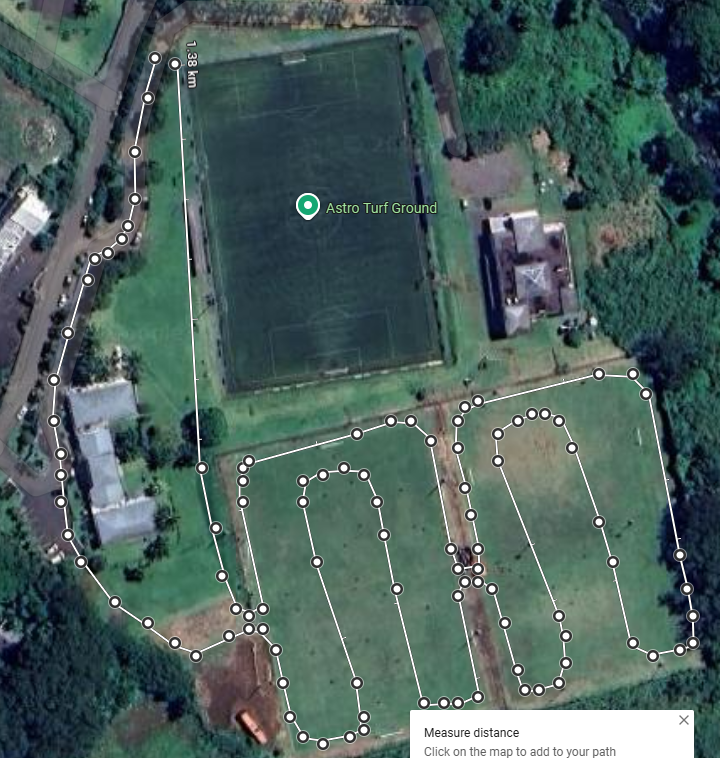 1.38 km
Astro Turf Ground
Measure distance
Click on the map to add to your path